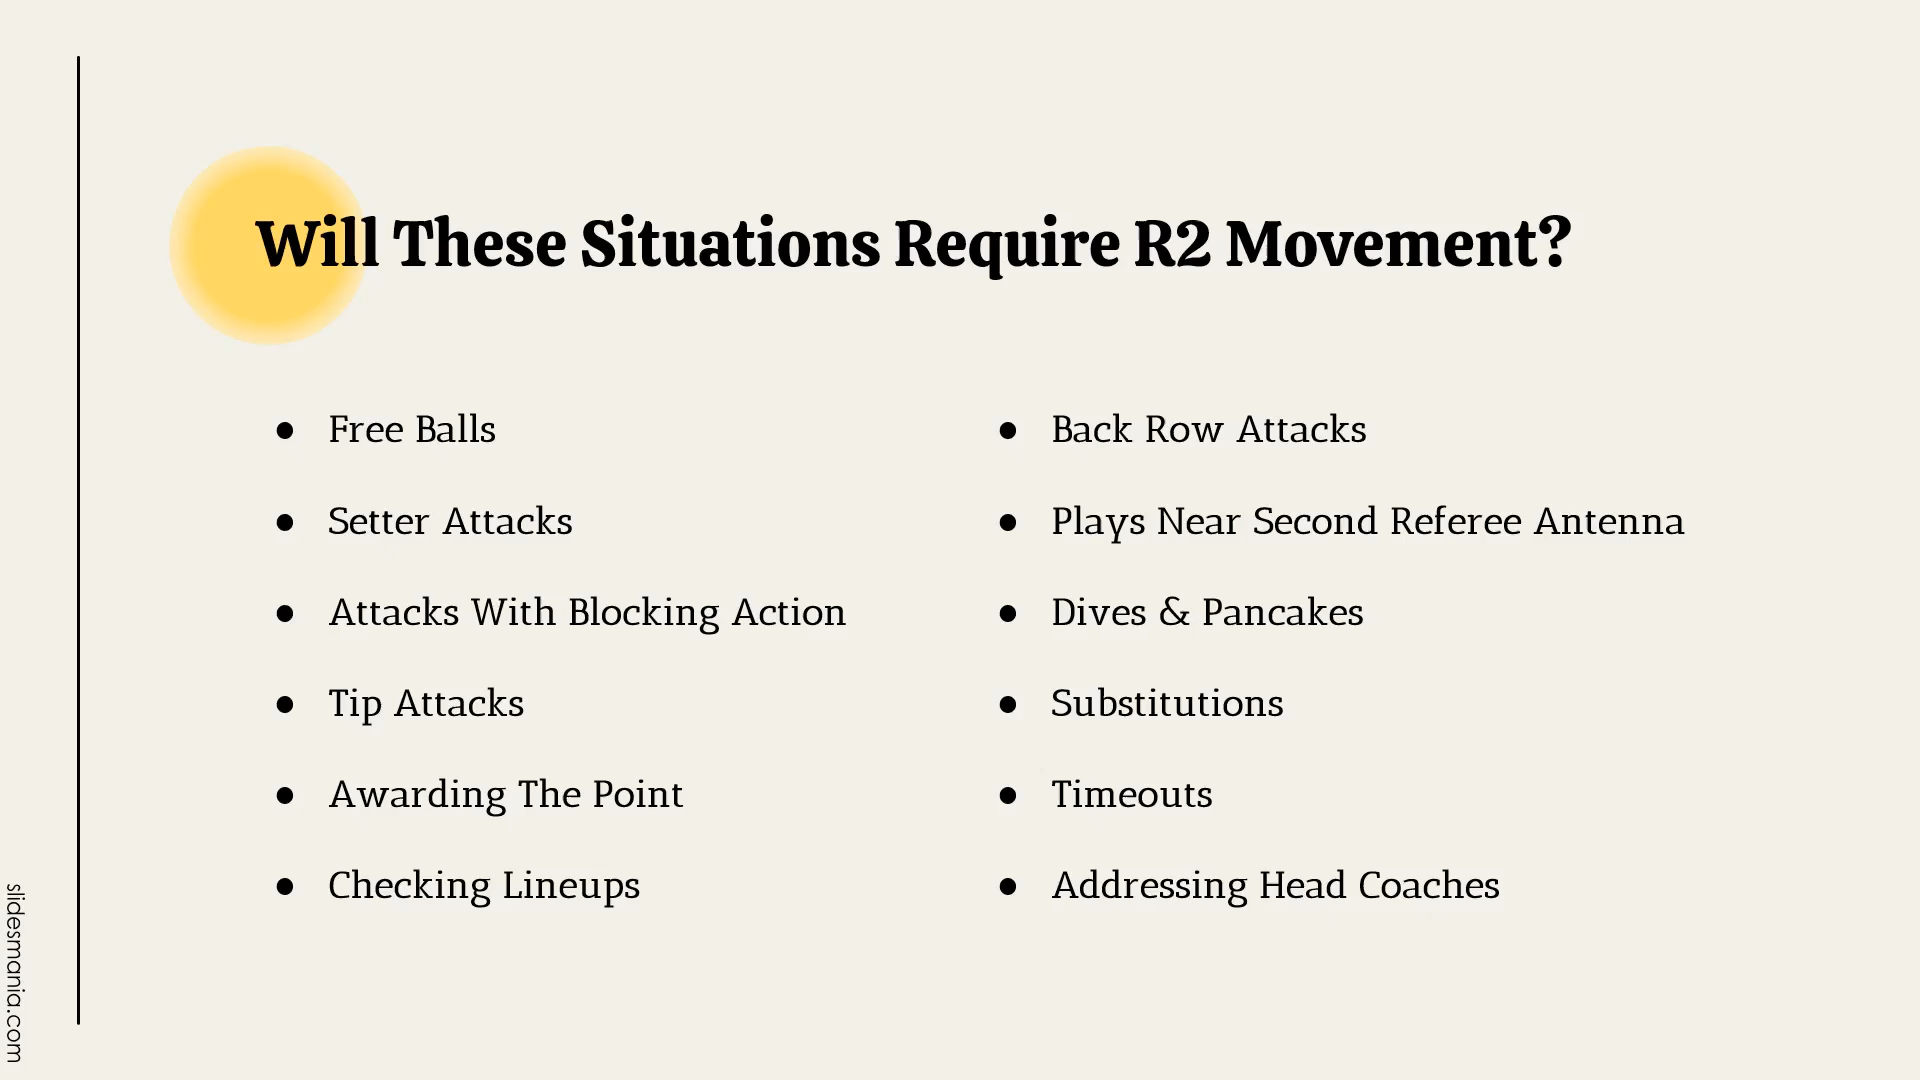 Will These Situations Require R2 Movement?
● Free Balls
● Setter Attacks
● Attacks With Blocking Action
● Tip Attacks
● Awarding The Point
● Checking Lineups
● Back Row Attacks
● Plays Near Second Referee Antenna
● Dives & Pancakes
● Substitutions
● Timeouts
● Addressing Head Coaches
slidesmania.com